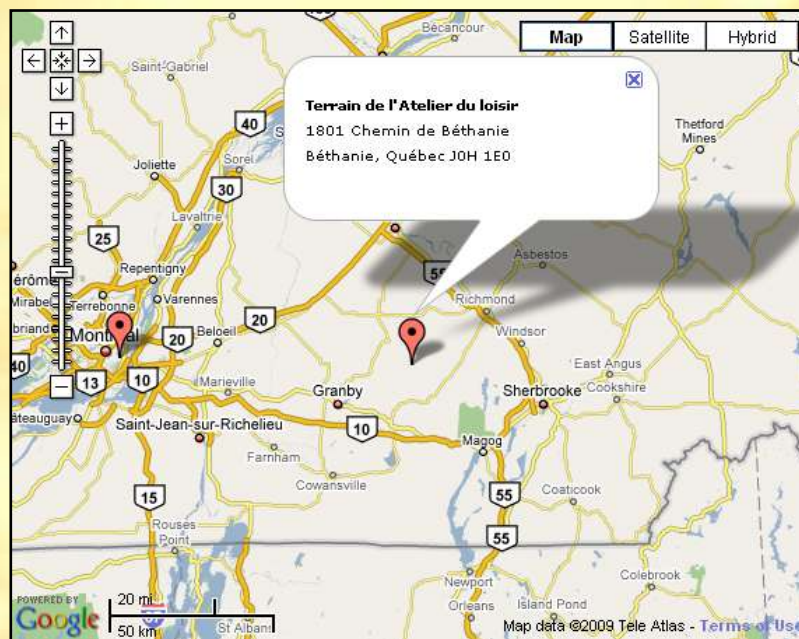 Bécancour
Map Satellite Hybrid
Saint-Gabriel
Terrain de l'Atelier du loisir
1801 Chemin de Béthanie
Béthanie, Québec J0H 1E0
40
Thetford
Mines
Joliette
Sorel
30
Lavaltrie
25
55
Asbestos
Repentigny
érôme
Mirabe
Terrebonne
Varennes
Richmond
20
briand
Montréal
20
Beloeil
Windsor
40
13
10
Marieville
Granby
East Angus
Cookshire
Sherbrooke
âteauguay
Saint-Jean-sur-Richelieu
10
Magog
Farnham
Cowansville
15
55
Coaticook
Rouses
Point
55
Newport
Colebrook
POWERED BY
Google
20 mi
50 km
St Albans
Orleans
Island Pond
Map data ©2009 Tele Atlas - Terms of Use